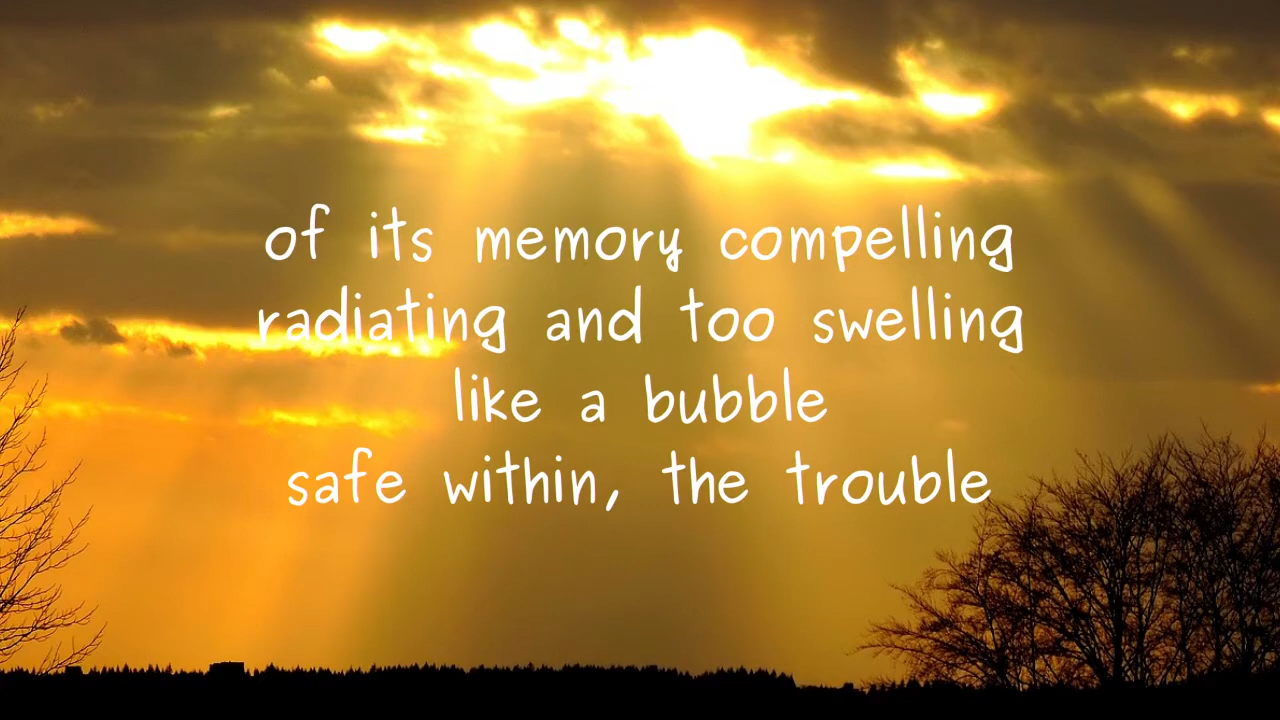 of its memory compelling
radiating and too swelling
like a bubble
safe within, the trouble